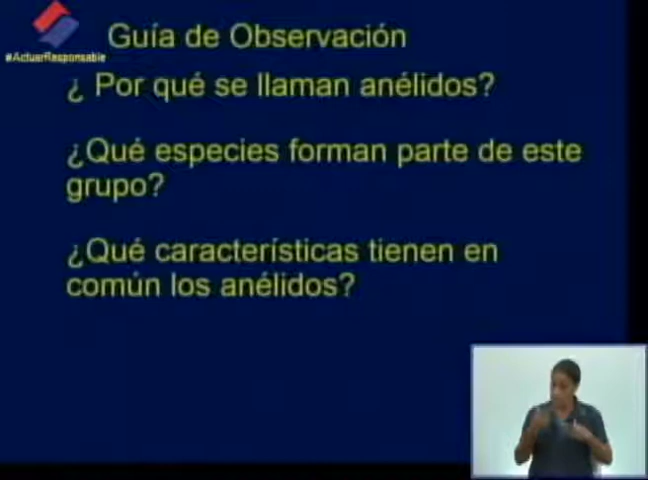 Guía de Observación
#ActuarResponsable
¿ Por qué se llaman anélidos?
¿Qué especies forman parte de este
grupo?
¿Qué características tienen en
común los anélidos?